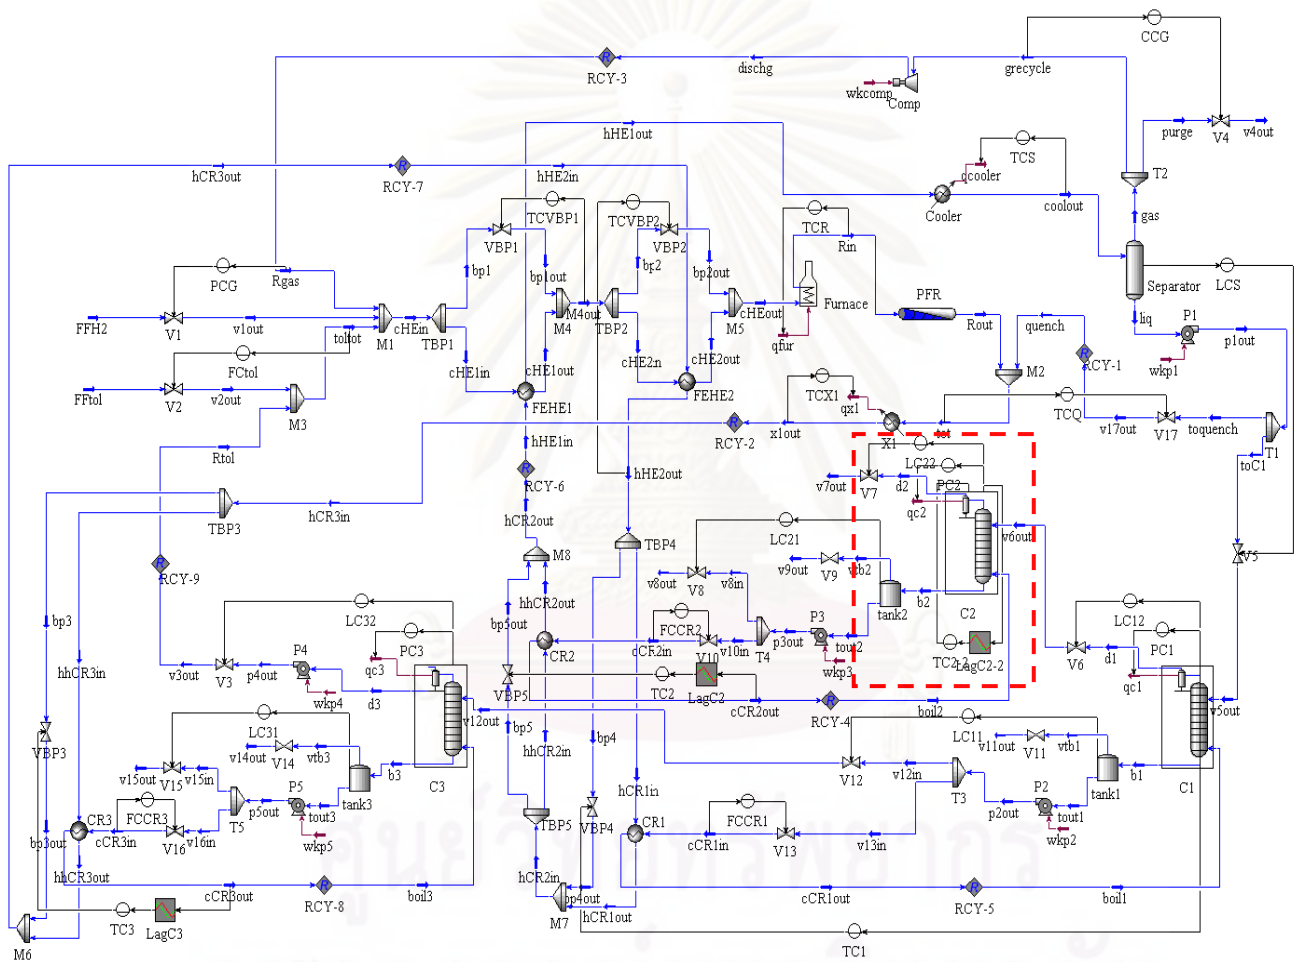 CCG
RCY-3
dischg
grecycle
wkcomp
Comp
hHE1out
purge
V4
v4out
hCR3out
RCY-7
hHE2in
qcooler
TCS
T2
Cooler
coolout
gas
TCVBP1
TCVBP2
TCR
VBP1
VBP2
Rin
bp1
bp1out
bp2
bp2out
PCG
Rgas
LCS
Separator
Furnace
PFR
FFH2
V1
v1out
toltot
M1
cHEin
TBP1
M4
M4out
TBP2
M5
cHEout
qfur
Rout
quench
liq
P1
p1out
wkp1
FCtol
cHE1in
cHE1out
cHE2in
cHE2out
RCY-1
FFtol
V2
v2out
M3
FEHE1
FEHE2
M2
TCX1
qx1
TCQ
Rtol
hHE1in
RCY-2
x1out
X1
tot
v17out
V17
toquench
T1
toC1
hHE2out
RCY-6
LC22
v7out
V7
d2
PC2
qc2
TBP3
hCR3in
hCR2out
LC21
v6out
V5
M8
TBP4
RCY-9
v9out
V9
vtb2
v8out
V8
v8in
tank2
b2
C2
hhCR2out
bp5out
LC32
FCCR2
P3
LC12
bp3
PC3
CR2
cCR2in
V10
v10in
T4
p3out
tout2
wkp3
TC2-2
LagC2-2
PC1
V6
d1
hhCR3in
qc3
P4
v3out
V3
p4out
wkp4
d3
VBP5
TC2
LagC2
cCR2out
RCY-4
boil2
qc1
v5out
v12out
LC31
VBP3
bp5
bp4
hhCR2in
LC11
v14out
V14
vtb3
v11out
V11
vtb1
v15out
V15
v15in
b3
C3
tank3
V12
v12in
b1
C1
tank1
T3
P5
P2
hCR1in
FCCR3
T5
p5out
tout3
wkp5
p2out
tout1
wkp2
VBP4
FCCR1
CR3
cCR3in
V16
v16in
bp3out
TBP5
CR1
cCR1in
V13
v13in
hhCR3out
hCR2in
cCR3out
RCY-8
boil3
bp4out
cCR1out
RCY-5
boil1
TC3
LagC3
M7
hCR1out
M6
TC1